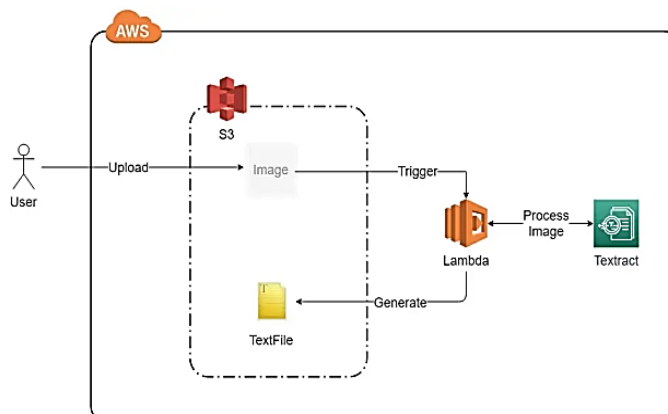 AWS
S3
Upload
Image
Trigger
User
Process
Image
Lambda
Textract
Generate
TextFile